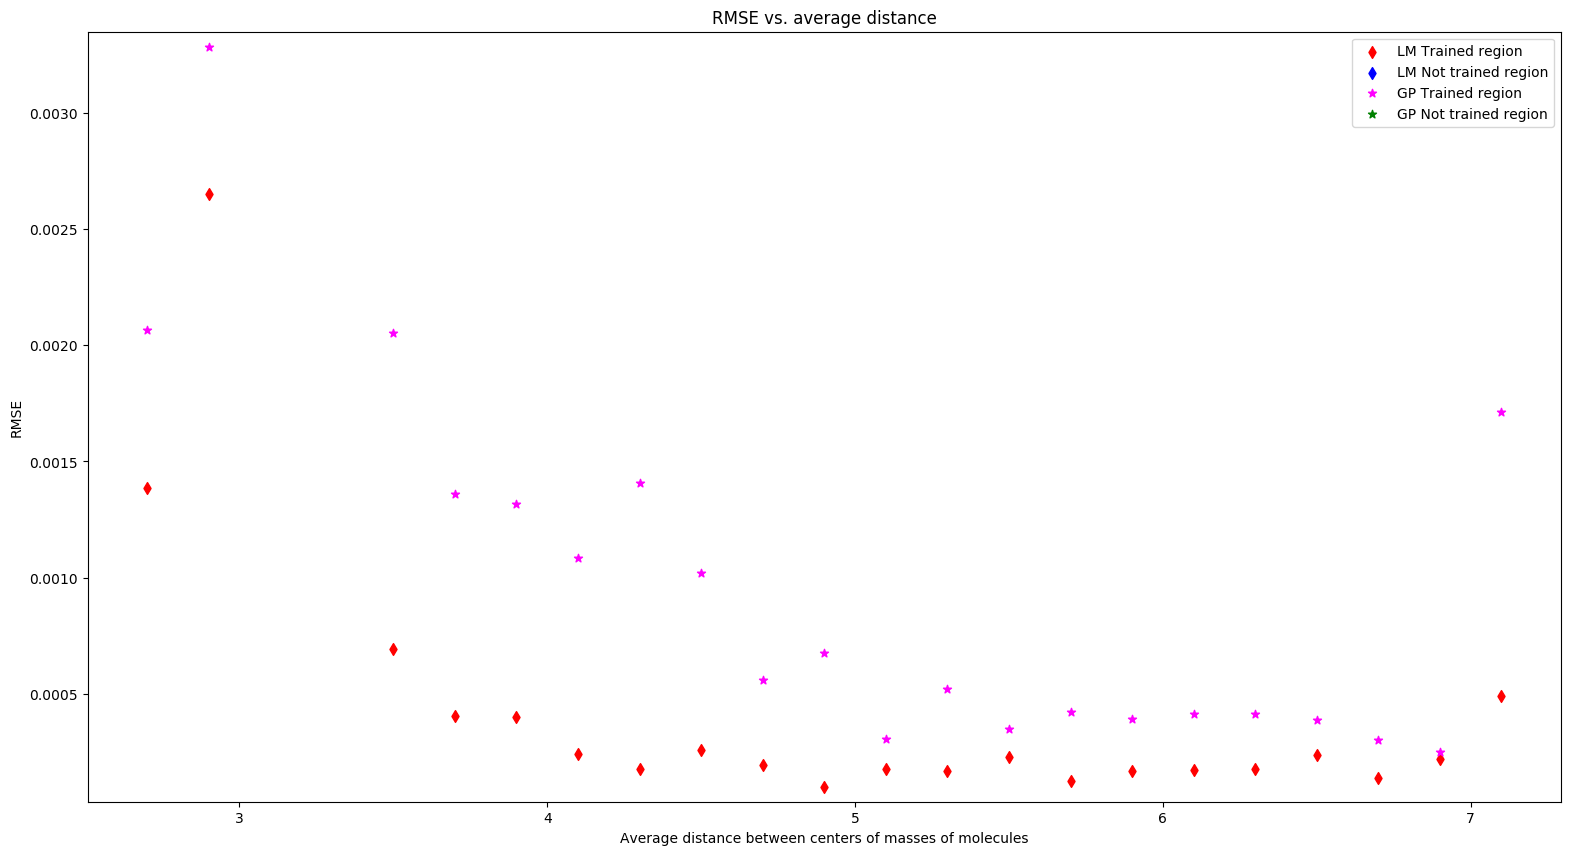 RMSE vs. average distance
LM Trained region
LM Not trained region
GP Trained region
GP Not trained region
0.0030
0.0025
0.0020
0.0015
0.0010
0.0005
RMSE
3 4 5 6 7
Average distance between centers of masses of molecules